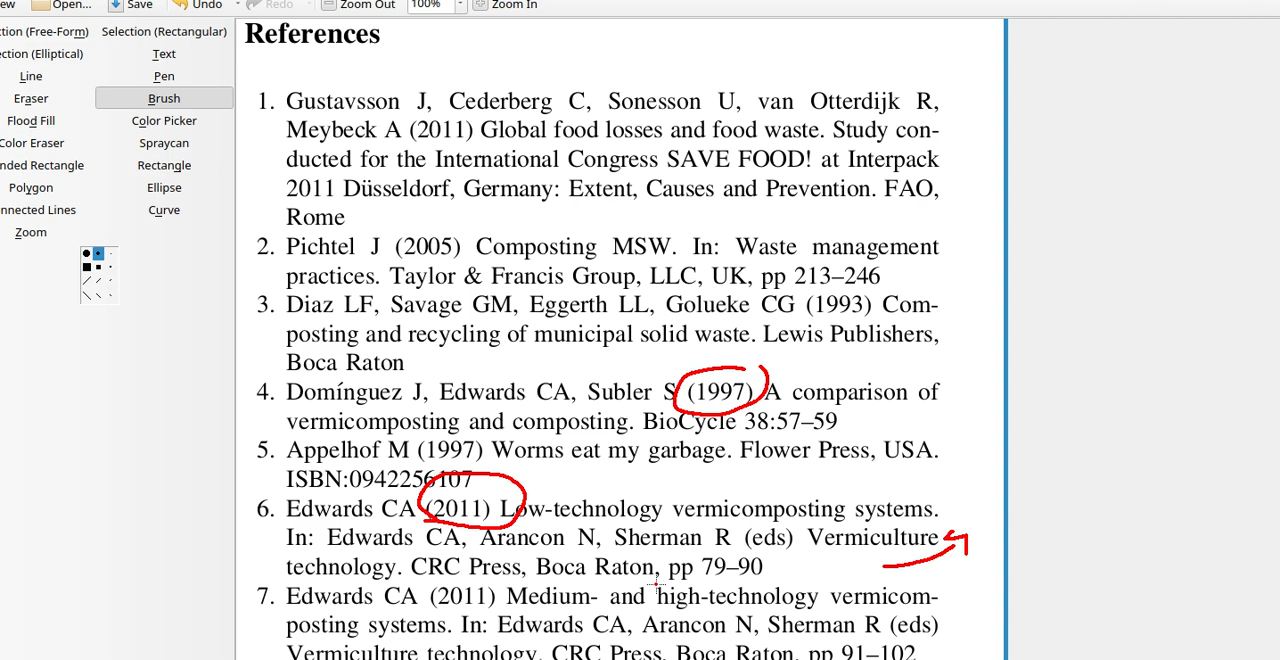 ew Open... Save Undo Redo Zoom Out 100% Zoom In
ction (Free-Form) Selection (Rectangular)
ction (Elliptical) Text
Line Pen
Eraser Brush
Flood Fill Color Picker
Color Eraser Spraycan
nded Rectangle Rectangle
Polygon Ellipse
nnected Lines Curve
Zoom
References
1. Gustavsson J, Cederberg C, Sonesson U, van Otterdijk R,
Meybeck A (2011) Global food losses and food waste. Study con-
ducted for the International Congress SAVE FOOD! at Interpack
2011 Düsseldorf, Germany: Extent, Causes and Prevention. FAO,
Rome
2. Pichtel J (2005) Composting MSW. In: Waste management
practices. Taylor & Francis Group, LLC, UK, pp 213–246
3. Diaz LF, Savage GM, Eggerth LL, Golueke CG (1993) Com-
posting and recycling of municipal solid waste. Lewis Publishers,
Boca Raton
4. Domínguez J, Edwards CA, Subler S (1997) A comparison of
vermicomposting and composting. BioCycle 38:57–59
5. Appelhof M (1997) Worms eat my garbage. Flower Press, USA.
ISBN:0942256107
6. Edwards CA (2011) Low-technology vermicomposting systems.
In: Edwards CA, Arancon N, Sherman R (eds) Vermiculture
technology. CRC Press, Boca Raton, pp 79–90
7. Edwards CA (2011) Medium- and high-technology vermicom-
posting systems. In: Edwards CA, Arancon N, Sherman R (eds)
Vermiculture technology. CRC Press, Boca Raton, pp 91–102